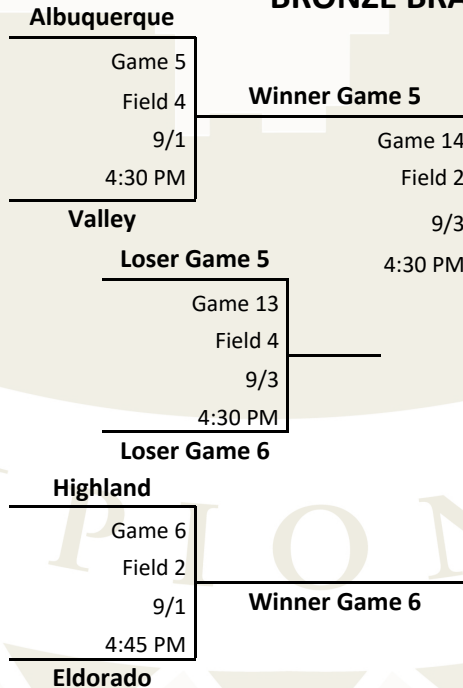 BRONZE BRA
Albuquerque
Game 5
Field 4
9/1
4:30 PM
Valley
Winner Game 5
Game 14
Field 2
9/3
4:30 PM
Loser Game 5
Game 13
Field 4
9/3
4:30 PM
Loser Game 6
Highland
Game 6
Field 2
9/1
4:45 PM
Eldorado
Winner Game 6
P I O N